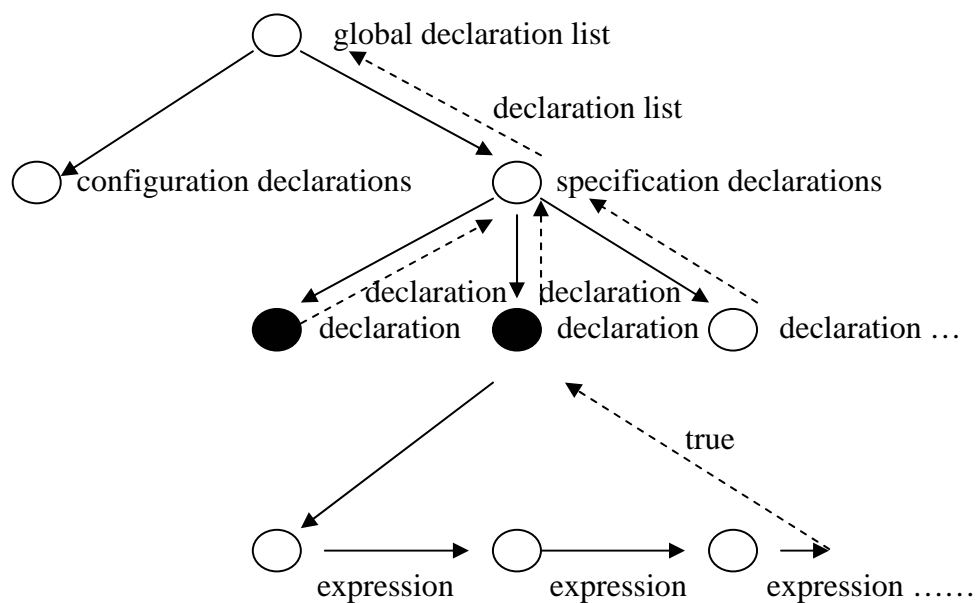 global declaration list
declaration list
configuration declarations
specification declarations
declaration
declaration
declaration
declaration
declaration …
true
expression
expression
expression ……